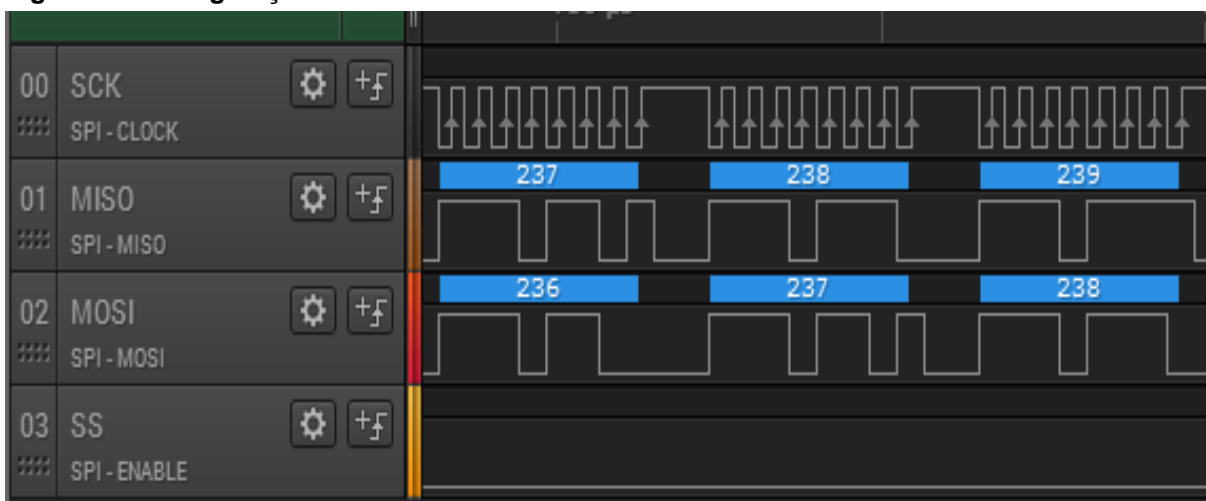 00 SCK
SPI - CLOCK
01 MISO
SPI - MISO
237 238 239
02 MOSI
SPI - MOSI
236 237 238
03 SS
SPI - ENABLE